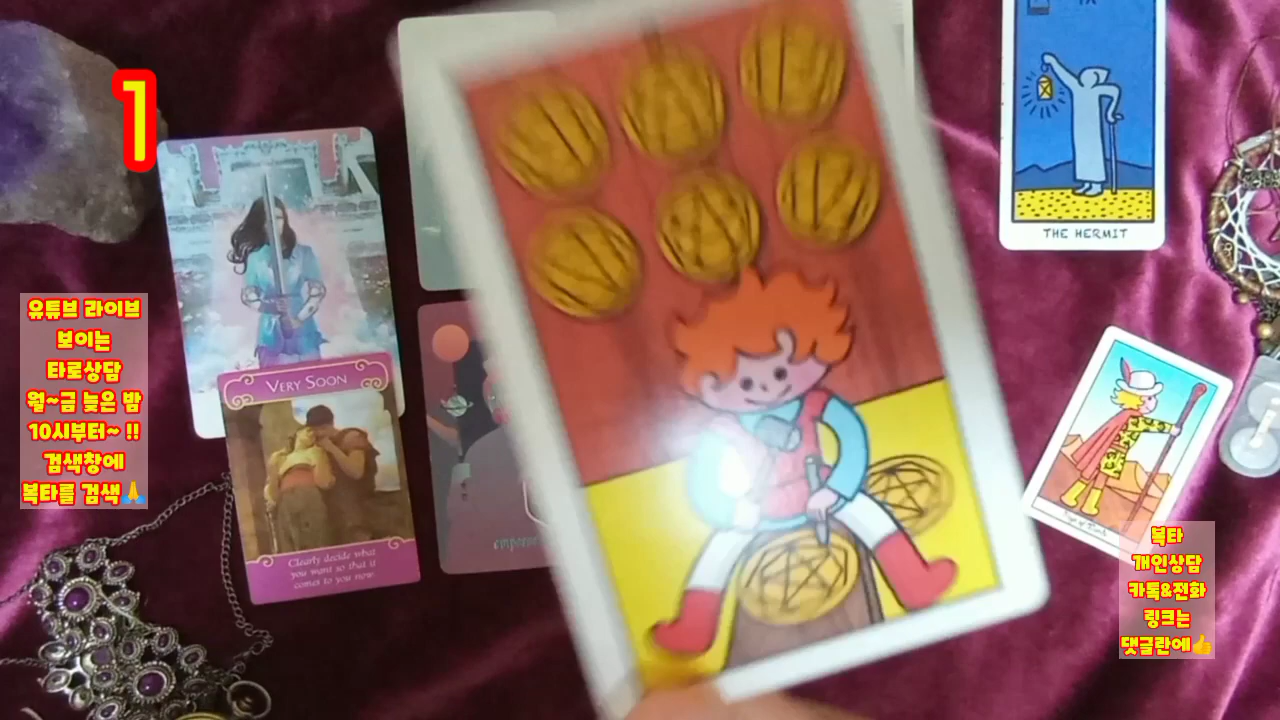 1
유튜브 라이브
보이는
타로상담
월~금 늦은 밤
10시부터~ !!
검색창에
복타를 검색🙏
VERY SOON
Clearly decide what
you want so that it
comes to you now.
IX
THE HERMIT
복타
개인상담
카톡&전화
링크는
댓글란에👍